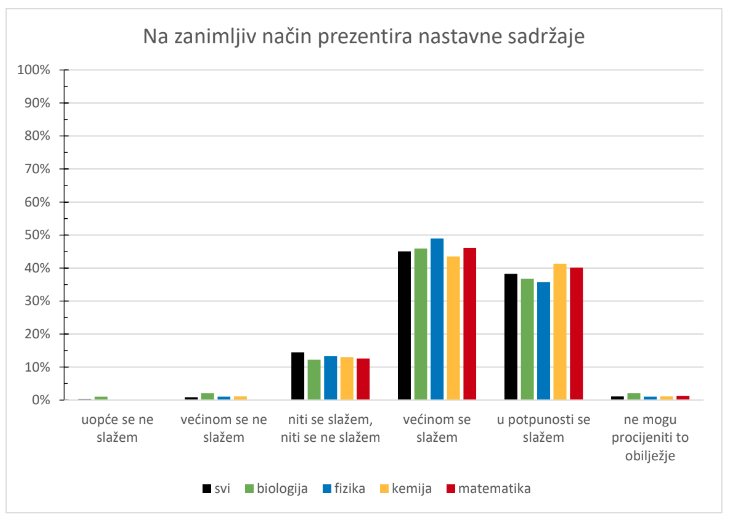 Na zanimljiv način prezentira nastavne sadržaje
100%
90%
80%
70%
60%
50%
40%
30%
20%
10%
0%
uopće se ne
slažem
većinom se ne
slažem
niti se slažem,
niti se ne slažem
većinom se
slažem
u potpunosti se
slažem
ne mogu
procijeniti to
obilježje
svi biologija fizika kemija matematika